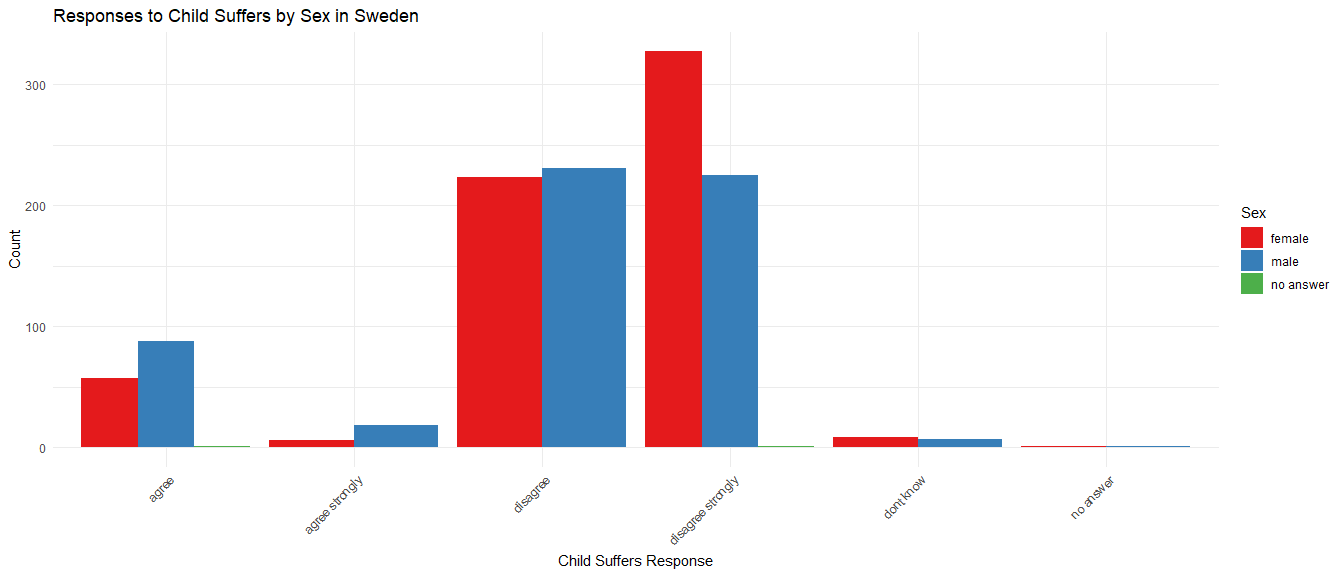 Responses to Child Suffers by Sex in Sweden
300
200
100
0
Count
agree
agree strongly
disagree
disagree strongly
dont know
no answer
Child Suffers Response
Sex
female
male
no answer